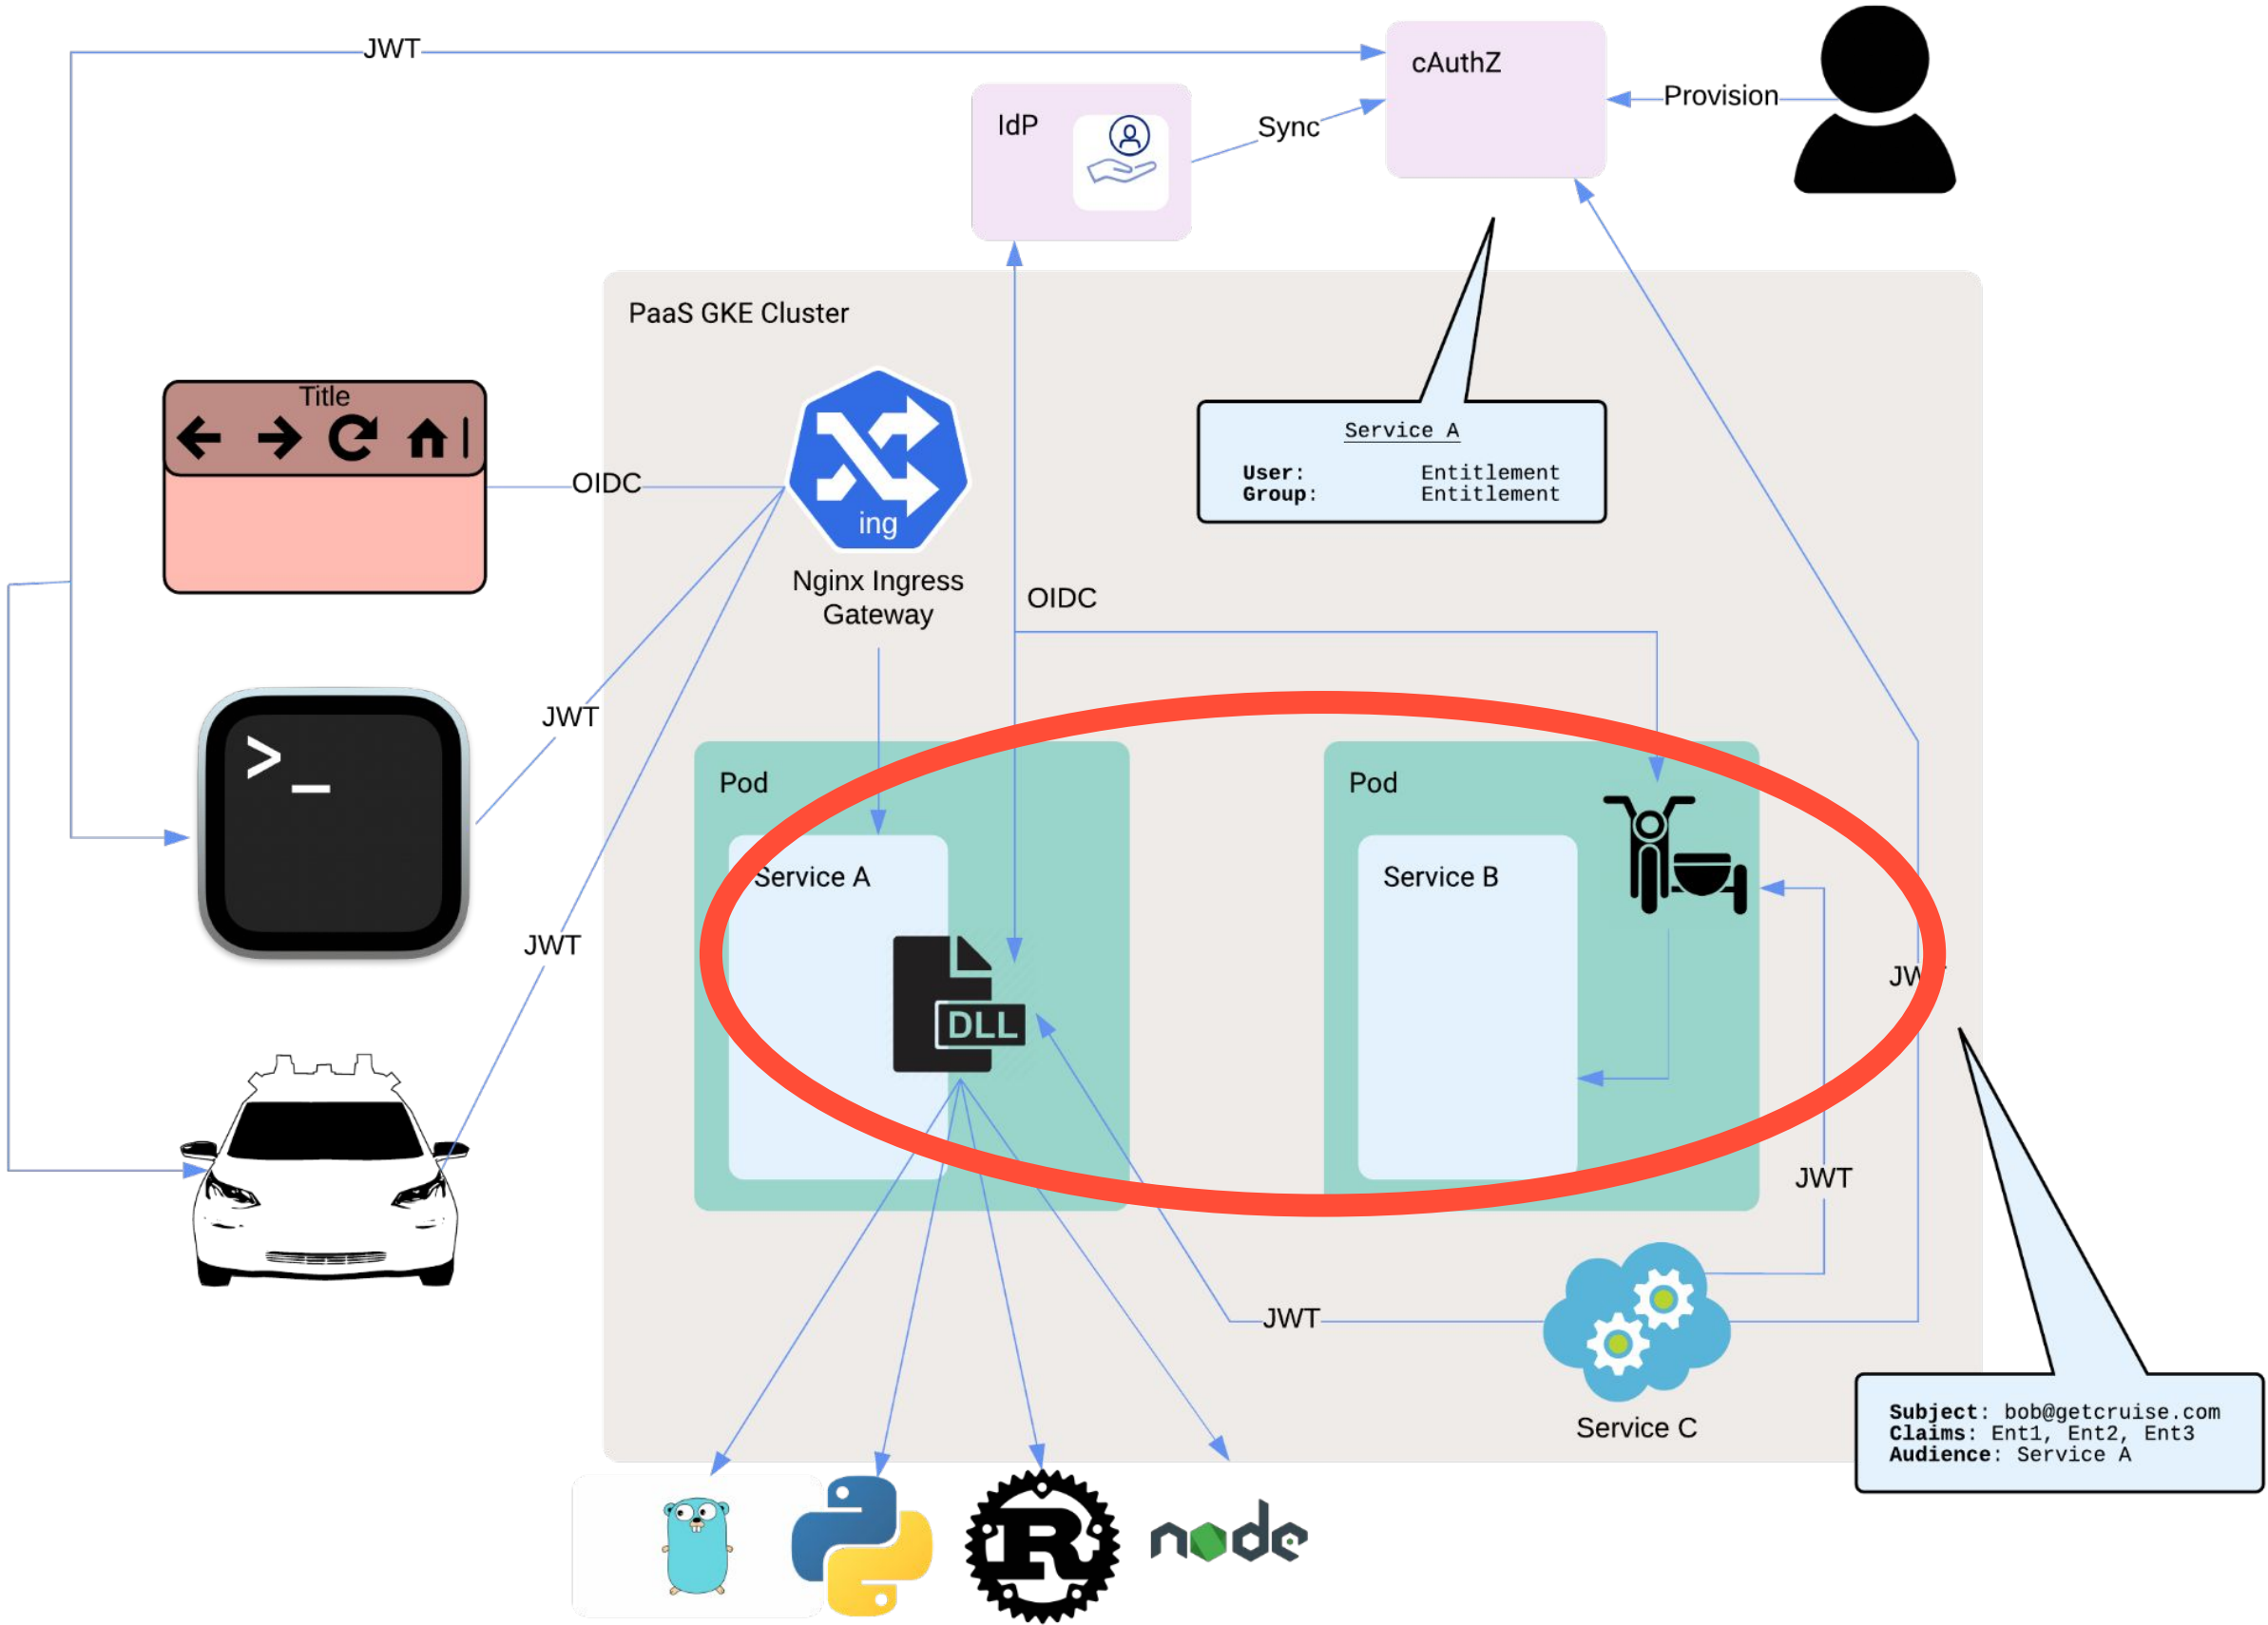 JWT
cAuthZ
Provision
IdP
Sync
PaaS GKE Cluster
Title
OIDC
ing
Nginx Ingress
Gateway
Service A
User: Entitlement
Group: Entitlement
OIDC
JWT
>_
Pod
Pod
Service A
Service B
JWT
DLL
JWT
JWT
JWT
Service C
Subject: bob@getcruise.com
Claims: Ent1, Ent2, Ent3
Audience: Service A
R
node